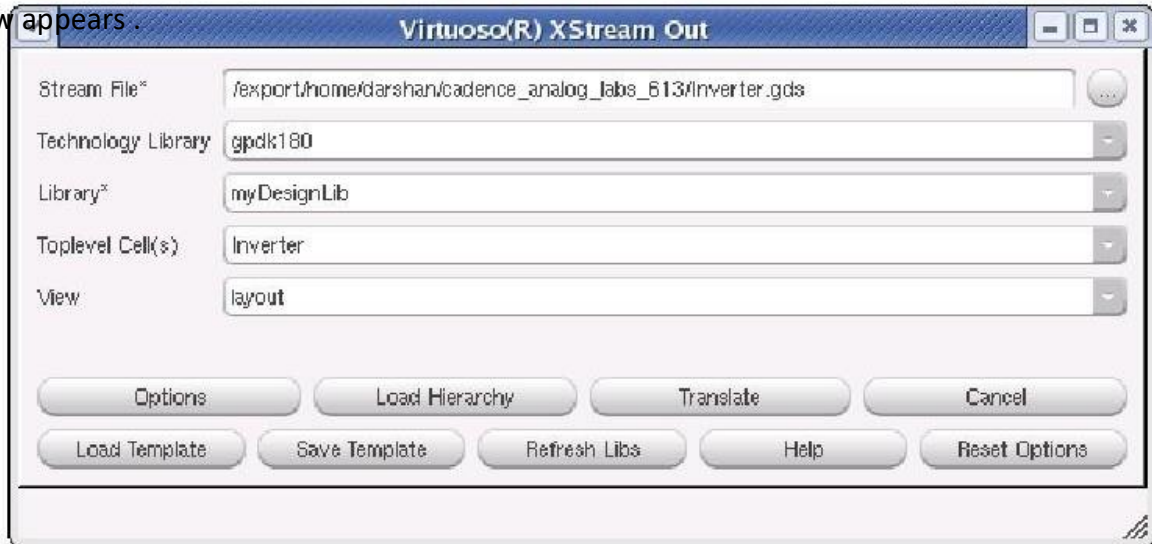 w appears .
Virtuoso(R) XStream Out
Stream File* /export/home/darshan/cadence_analog_labs_613/Inverter.gds ...
Technology Library gpdk180
Library* myDesignLib
Toplevel Cell(s) Inverter
View layout
Options Load Hierarchy Translate Cancel
Load Template Save Template Refresh Libs Help Reset Options